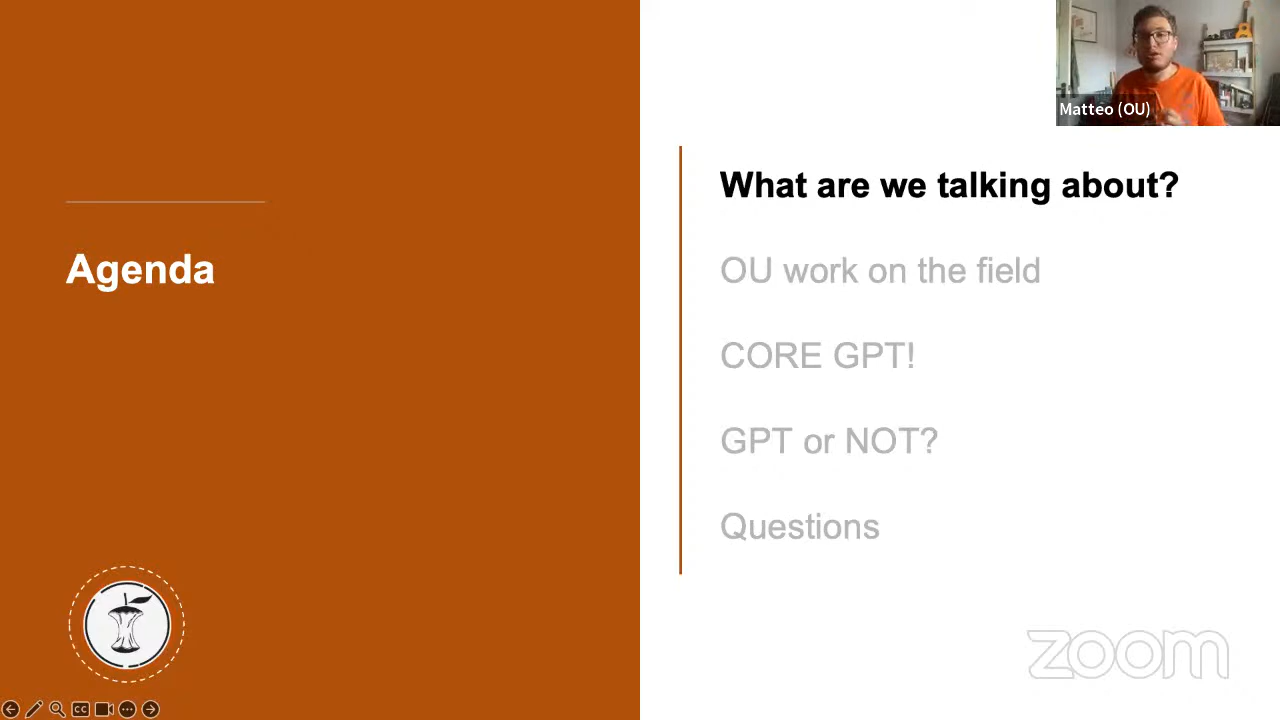 Matteo (OU)
What are we talking about?
Agenda
OU work on the field
CORE GPT!
GPT or NOT?
Questions
zoom
CC